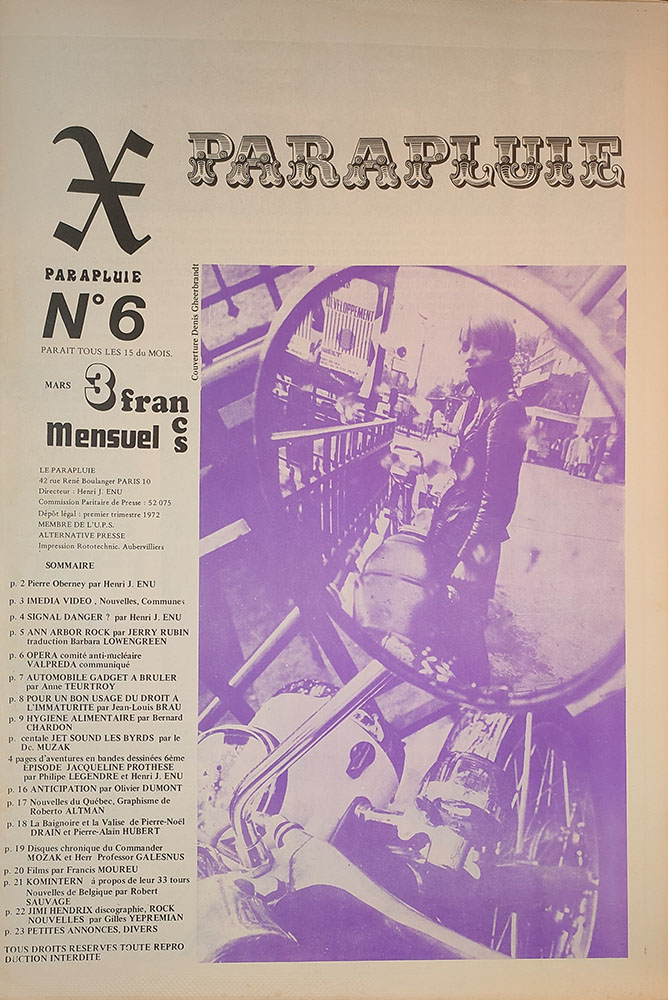 PARAPLUIE
PARAPLUIE
N°6
PARAIT TOUS LES 15 du MOIS.
MARS 3 francs
Mensuel
Couverture Denis Gheerbrandt
LE PARAPLUIE
42 rue René Boulanger PARIS 10
Directeur : Henri J. ENU
Commission Paritaire de Presse : 52 075
Dépôt légal : premier trimestre 1972
MEMBRE DE L'U.P.S.
ALTERNATIVE PRESSE
Impression Rototechnic. Aubervilliers
SOMMAIRE
p. 2 Pierre Oberney par Henri J. ENU
p. 3 IMEDIA VIDEO , Nouvelles, Communes
p. 4 SIGNAL DANGER ? par Henri J. ENU
p. 5 ANN ARBOR ROCK par JERRY RUBIN
traduction Barbara LOWENGREEN
p. 6 OPERA comité anti-nucléaire
VALPREDA communiqué
p. 7 AUTOMOBILE GADGET A BRULER
par Anne TEURTROY
p. 8 POUR UN BON USAGE DU DROIT A
L'IMMATURITE par Jean-Louis BRAU
p. 9 HYGIENE ALIMENTAIRE par Bernard
CHARDON
p. centale JET SOUND LES BYRDS par le
Dc. MUZAK
4 pages d'aventures en bandes dessinées 6ème
EPISODE JACQUELINE PROTHESE
par Philipe LEGENDRE et Henri J. ENU
p. 16 ANTICIPATION par Olivier DUMONT
p. 17 Nouvelles du Québec, Graphisme de
Roberto ALTMAN
p. 18 La Baignoire et la Valise de Pierre-Noël
DRAIN et Pierre-Alain HUBERT
p. 19 Disques chronique du Commander
MOZAK et Herr Professor GALESNUS
p. 20 Films par Francis MOUREU
p. 21 KOMINTERN à propos de leur 33 tours
Nouvelles de Belgique par Robert
SAUVAGE
p. 22 JIMI HENDRIX discographie, ROCK
NOUVELLES par Gilles YEPREMIAN
p. 23 PETITES ANNONCES, DIVERS
TOUS DROITS RESERVES TOUTE REPRO
DUCTION INTERDITE
DEVELOPPEMENT